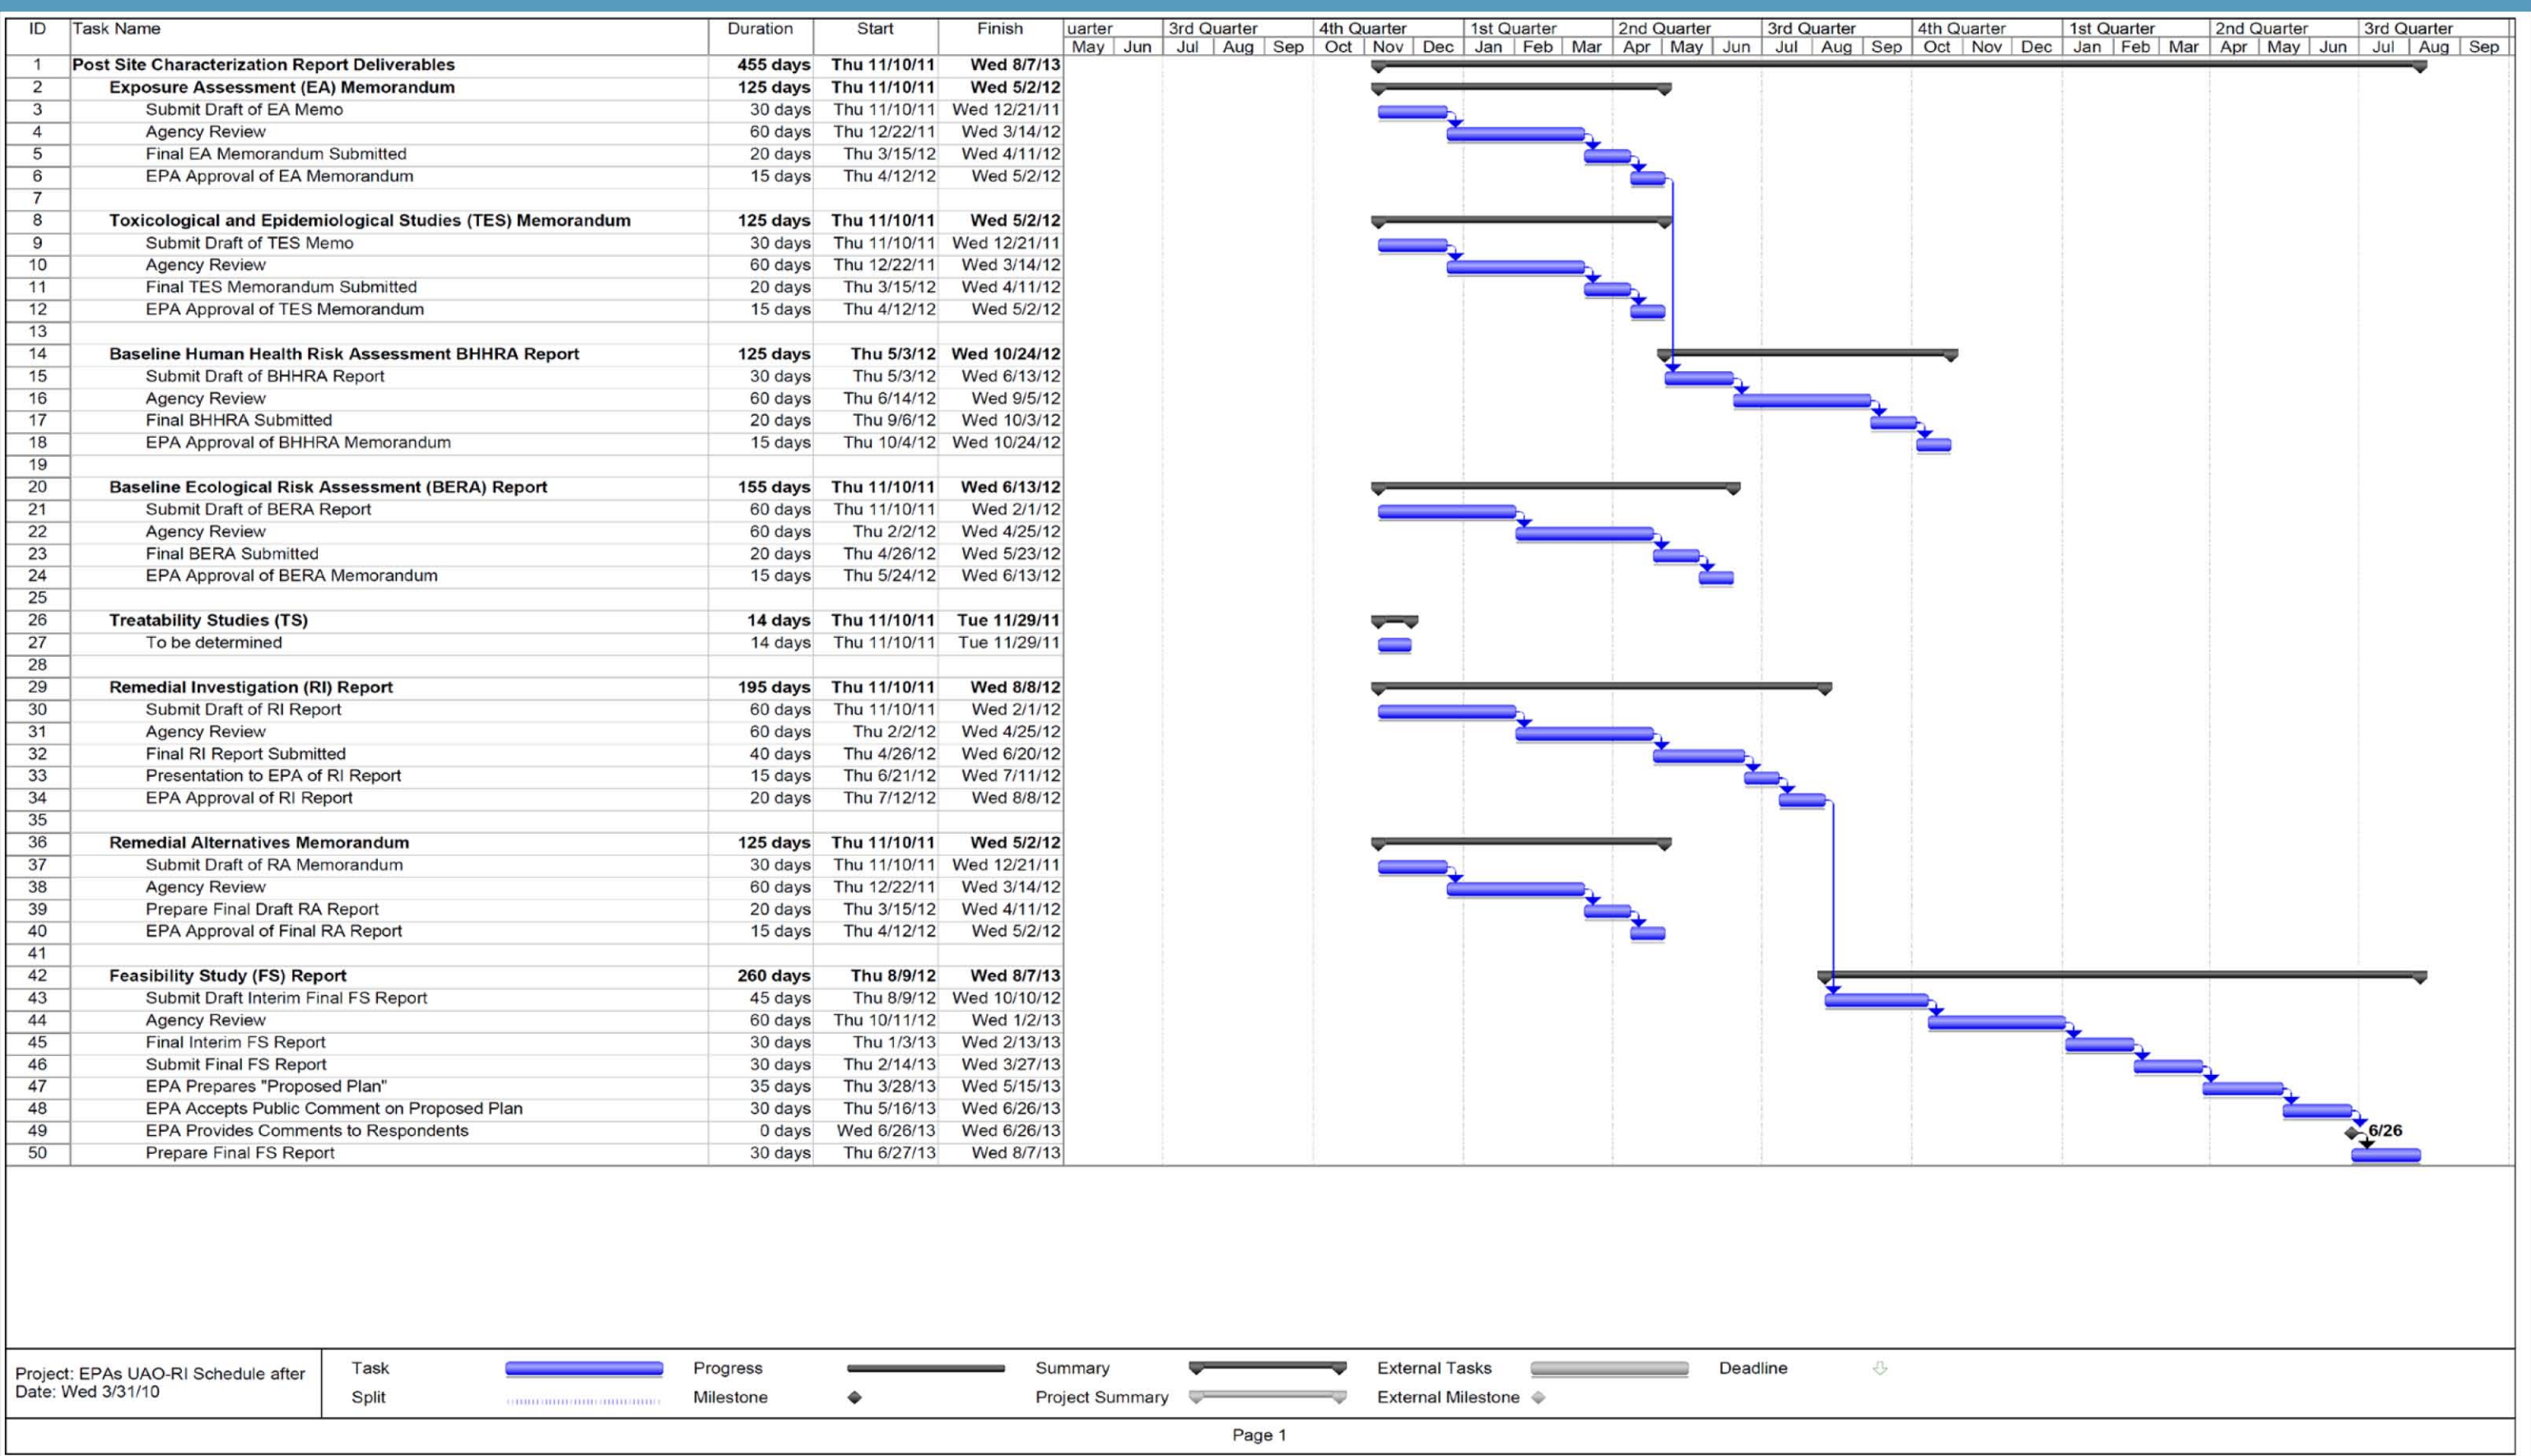 ID Task Name Duration Start Finish uarter 3rd Quarter 4th Quarter 1st Quarter 2nd Quarter 3rd Quarter 4th Quarter 1st Quarter 2nd Quarter 3rd Quarter
May Jun Jul Aug Sep Oct Nov Dec Jan Feb Mar Apr May Jun Jul Aug Sep Oct Nov Dec Jan Feb Mar Apr May Jun Jul Aug Sep
1 Post Site Characterization Report Deliverables 455 days Thu 11/10/11 Wed 8/7/13
2 Exposure Assessment (EA) Memorandum 125 days Thu 11/10/11 Wed 5/2/12
3 Submit Draft of EA Memo 30 days Thu 11/10/11 Wed 12/21/11
4 Agency Review 60 days Thu 12/22/11 Wed 3/14/12
5 Final EA Memorandum Submitted 20 days Thu 3/15/12 Wed 4/11/12
6 EPA Approval of EA Memorandum 15 days Thu 4/12/12 Wed 5/2/12
7
8 Toxicological and Epidemiological Studies (TES) Memorandum 125 days Thu 11/10/11 Wed 5/2/12
9 Submit Draft of TES Memo 30 days Thu 11/10/11 Wed 12/21/11
10 Agency Review 60 days Thu 12/22/11 Wed 3/14/12
11 Final TES Memorandum Submitted 20 days Thu 3/15/12 Wed 4/11/12
12 EPA Approval of TES Memorandum 15 days Thu 4/12/12 Wed 5/2/12
13
14 Baseline Human Health Risk Assessment BHHRA Report 125 days Thu 5/3/12 Wed 10/24/12
15 Submit Draft of BHHRA Report 30 days Thu 5/3/12 Wed 6/13/12
16 Agency Review 60 days Thu 6/14/12 Wed 9/5/12
17 Final BHHRA Submitted 20 days Thu 9/6/12 Wed 10/3/12
18 EPA Approval of BHHRA Memorandum 15 days Thu 10/4/12 Wed 10/24/12
19
20 Baseline Ecological Risk Assessment (BERA) Report 155 days Thu 11/10/11 Wed 6/13/12
21 Submit Draft of BERA Report 60 days Thu 11/10/11 Wed 2/1/12
22 Agency Review 60 days Thu 2/2/12 Wed 4/25/12
23 Final BERA Submitted 20 days Thu 4/26/12 Wed 5/23/12
24 EPA Approval of BERA Memorandum 15 days Thu 5/24/12 Wed 6/13/12
25
26 Treatability Studies (TS) 14 days Thu 11/10/11 Tue 11/29/11
27 To be determined 14 days Thu 11/10/11 Tue 11/29/11
28
29 Remedial Investigation (RI) Report 195 days Thu 11/10/11 Wed 8/8/12
30 Submit Draft of RI Report 60 days Thu 11/10/11 Wed 2/1/12
31 Agency Review 60 days Thu 2/2/12 Wed 4/25/12
32 Final RI Report Submitted 40 days Thu 4/26/12 Wed 6/20/12
33 Presentation to EPA of RI Report 15 days Thu 6/21/12 Wed 7/11/12
34 EPA Approval of RI Report 20 days Thu 7/12/12 Wed 8/8/12
35
36 Remedial Alternatives Memorandum 125 days Thu 11/10/11 Wed 5/2/12
37 Submit Draft of RA Memorandum 30 days Thu 11/10/11 Wed 12/21/11
38 Agency Review 60 days Thu 12/22/11 Wed 3/14/12
39 Prepare Final Draft RA Report 20 days Thu 3/15/12 Wed 4/11/12
40 EPA Approval of Final RA Report 15 days Thu 4/12/12 Wed 5/2/12
41
42 Feasibility Study (FS) Report 260 days Thu 8/9/12 Wed 8/7/13
43 Submit Draft Interim Final FS Report 45 days Thu 8/9/12 Wed 10/10/12
44 Agency Review 60 days Thu 10/11/12 Wed 1/2/13
45 Final Interim FS Report 30 days Thu 1/3/13 Wed 2/13/13
46 Submit Final FS Report 30 days Thu 2/14/13 Wed 3/27/13
47 EPA Prepares "Proposed Plan" 35 days Thu 3/28/13 Wed 5/15/13
48 EPA Accepts Public Comment on Proposed Plan 30 days Thu 5/16/13 Wed 6/26/13
49 EPA Provides Comments to Respondents 0 days Wed 6/26/13 Wed 6/26/13 6/26
50 Prepare Final FS Report 30 days Thu 6/27/13 Wed 8/7/13
Project: EPAs UAO-RI Schedule after
Date: Wed 3/31/10
Task Progress Summary External Tasks Deadline
Split Milestone Project Summary External Milestone
Page 1